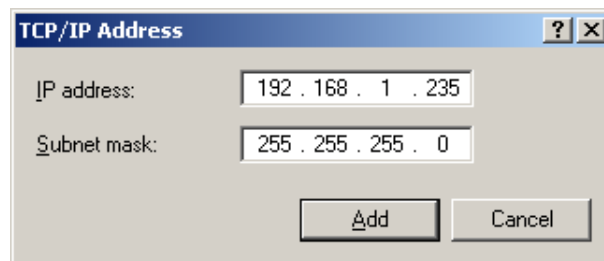 TCP/IP Address
IP address: 192 . 168 . 1 . 235
Subnet mask: 255 . 255 . 255 . 0
Add Cancel